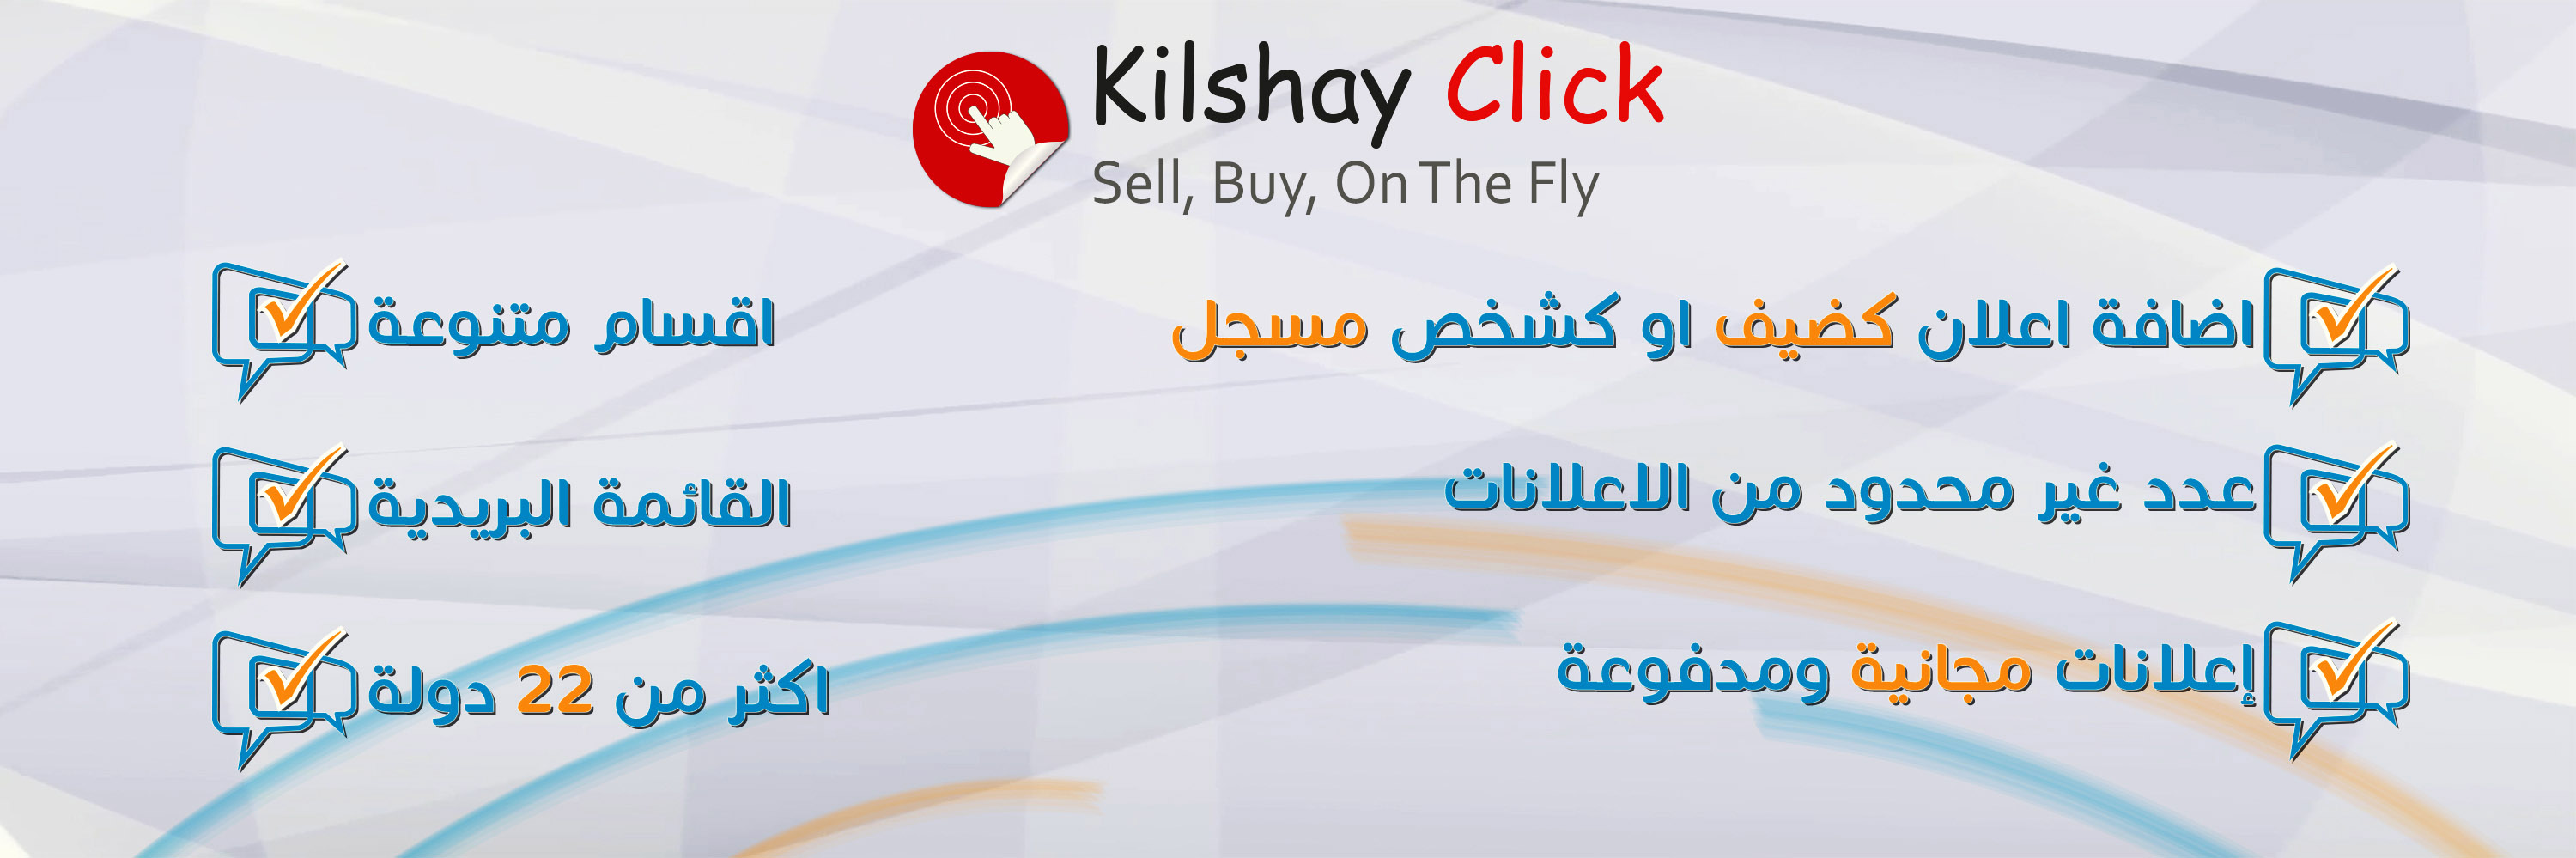 Kilshay Click
Sell, Buy, On The Fly
اضافة اعلان كضيف او كشخص مسجل
عدد غير محدود من الاعلانات
إعلانات مجانية ومدفوعة
اقسام متنوعة
القائمة البريدية
اكثر من 22 دولة